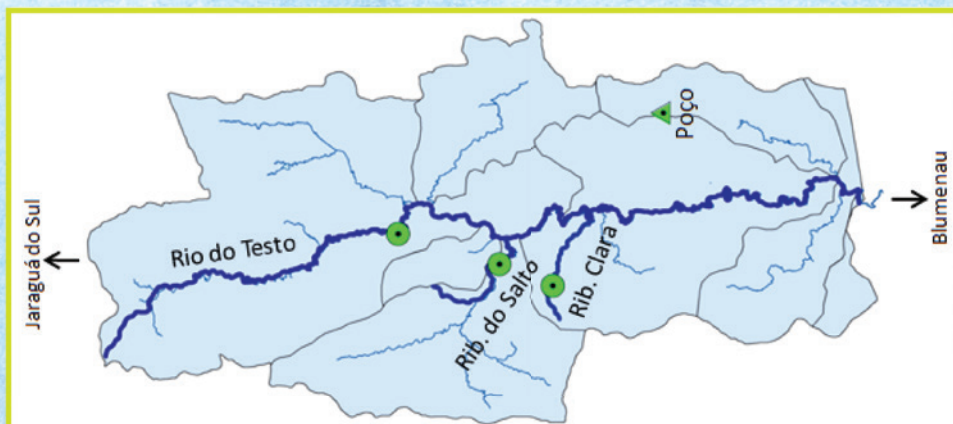 Jaraguá do Sul
Rio do Testo
Rib. do Salto
Rib. Clara
Poço
Blumenau